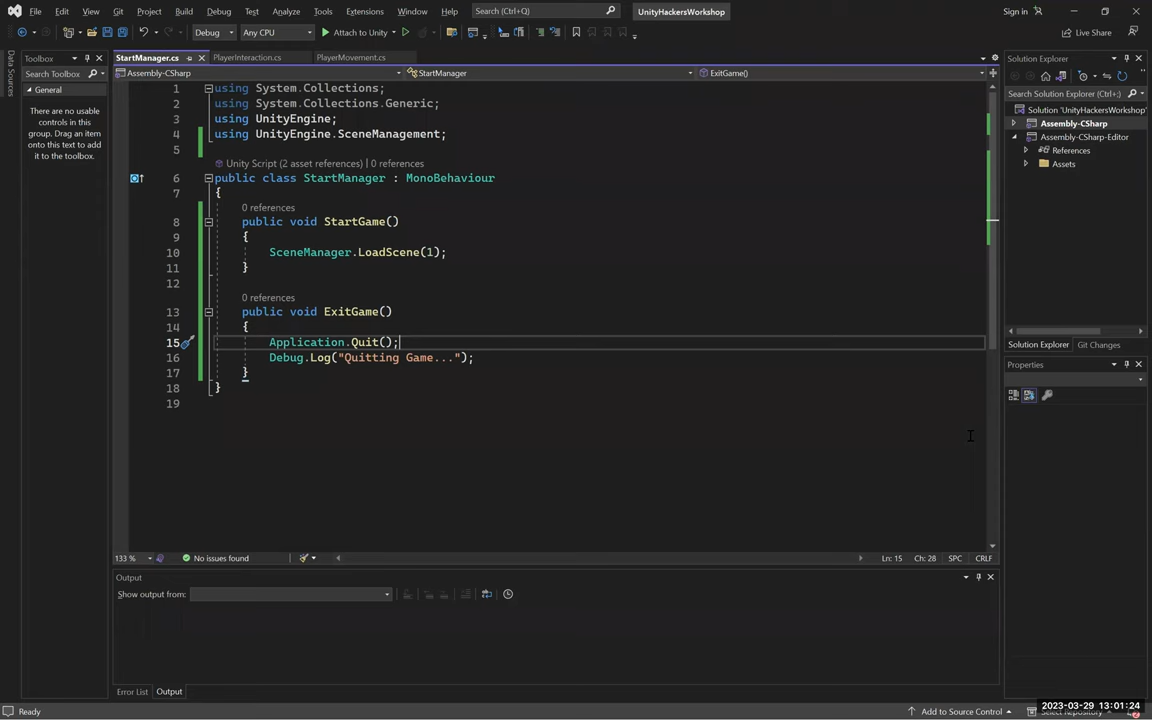 File Edit View Git Project Build Debug Test Analyze Tools Extensions Window Help Search (Ctrl+Q) UnityHackersWorkshop Sign in
Debug Any CPU Attach to Unity Live Share
Data Sources
Toolbox
Search Toolbox
General
There are no usable
controls in this
group. Drag an item
onto this text to add
it to the toolbox.
StartManager.cs PlayerInteraction.cs PlayerMovement.cs
Assembly-CSharp StartManager ExitGame()
1 using System.Collections;
2 using System.Collections.Generic;
3 using UnityEngine;
4 using UnityEngine.SceneManagement;
5
Unity Script (2 asset references) | 0 references
6 public class StartManager : MonoBehaviour
7 {
0 references
8 public void StartGame()
9 {
10 SceneManager.LoadScene(1);
11 }
12
0 references
13 public void ExitGame()
14 {
15 Application.Quit();
16 Debug.Log("Quitting Game...");
17 }
18 }
19
133 % No issues found Ln: 15 Ch: 28 SPC CRLF
Output
Show output from:
Error List Output
Solution Explorer
Search Solution Explorer (Ctrl+;)
Solution 'UnityHackersWorkshop'
Assembly-CSharp
Assembly-CSharp-Editor
References
Assets
Solution Explorer Git Changes
Properties
Ready Add to Source Control
2023-03-29 13:01:24